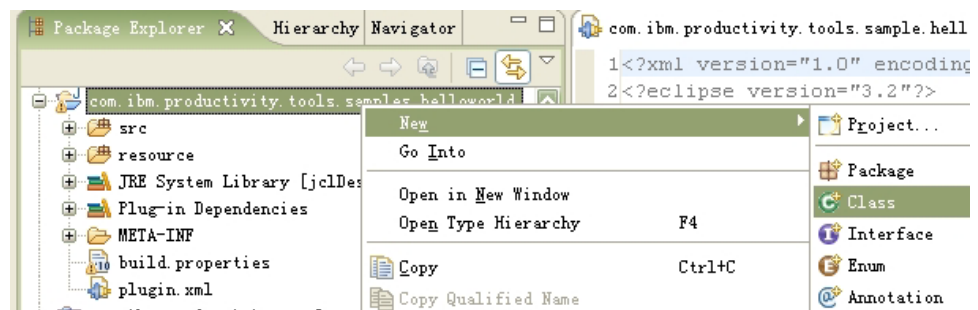 Package Explorer
Hierarchy
Navigator
com.ibm.productivity.tools.sample.hell
1<?xml version="1.0" encoding
2<?eclipse version="3.2"?>
com.ibm.productivity.tools.samples.helloworld
src
resource
JRE System Library [jclDes
Plug-in Dependencies
META-INF
build.properties
plugin.xml
New
Go Into
Open in New Window
Open Type Hierarchy F4
Copy Ctrl+C
Copy Qualified Name
Project...
Package
Class
Interface
Enum
Annotation